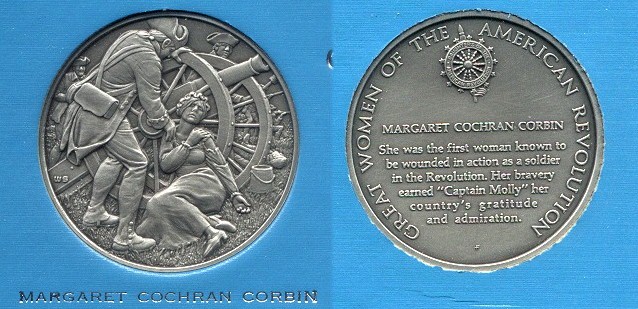 WS
MARGARET COCHRAN CORBIN
GREAT WOMEN OF THE AMERICAN REVOLUTION
MARGARET COCHRAN CORBIN
She was the first woman known to
be wounded in action as a soldier
in the Revolution. Her bravery
earned “Captain Molly” her
country's gratitude
and admiration.